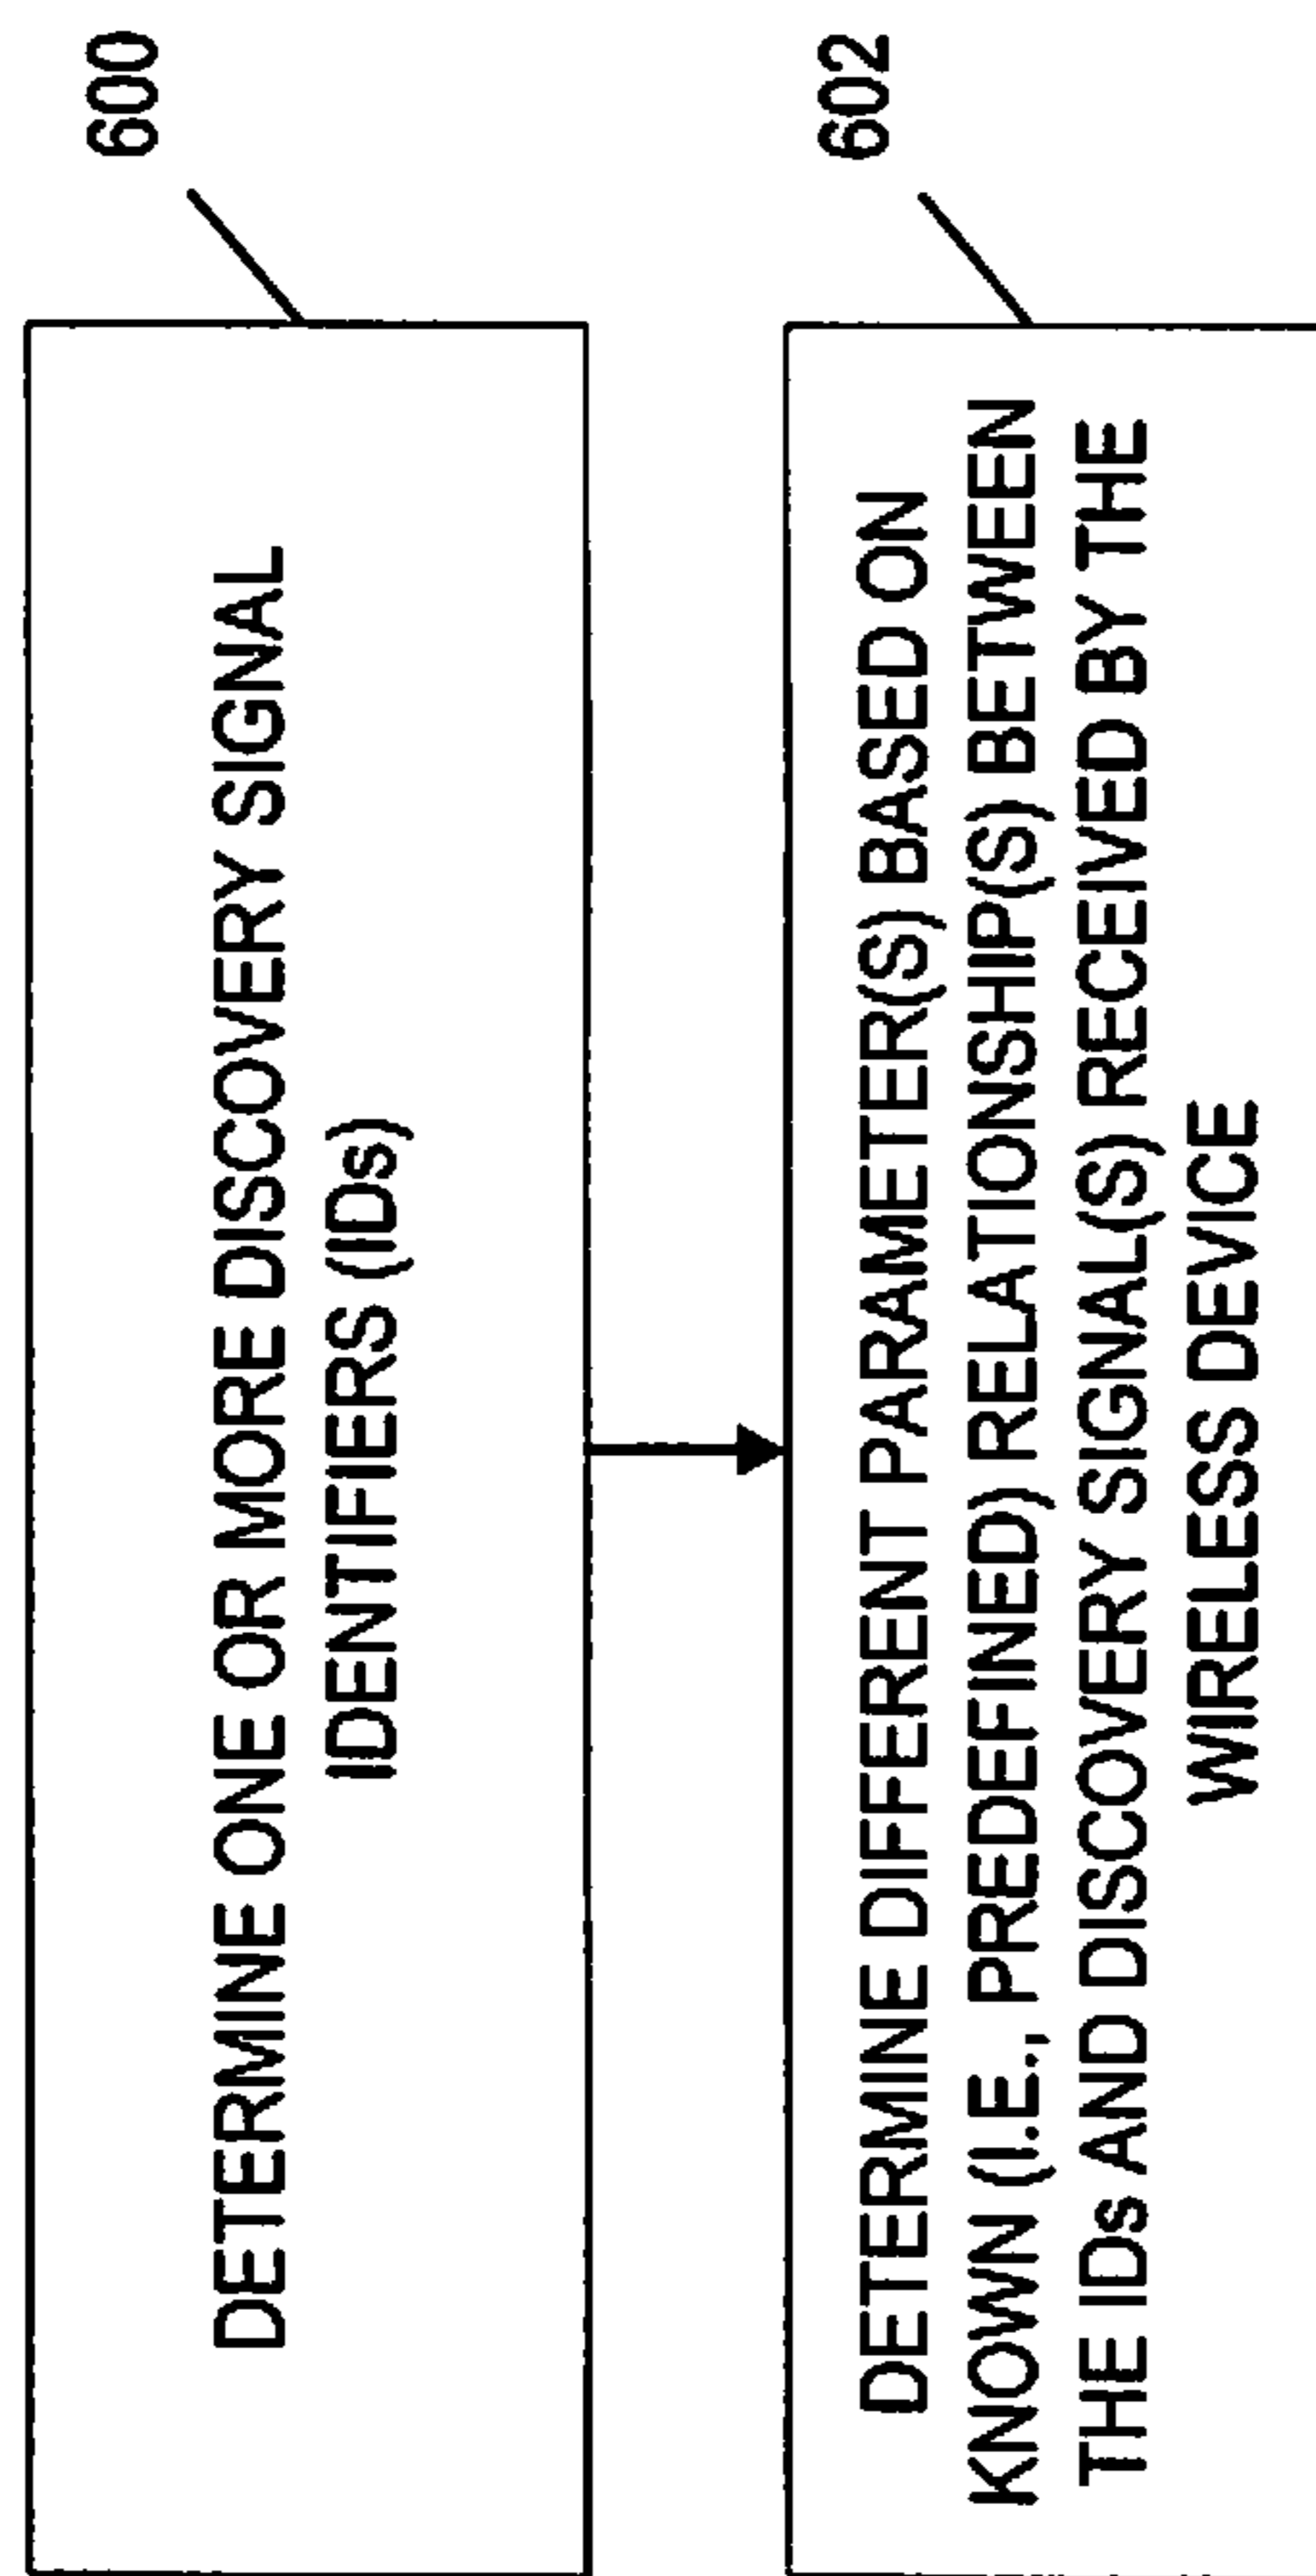 600
DETERMINE ONE OR MORE DISCOVERY SIGNAL
IDENTIFIERS (IDs)
602
DETERMINE DIFFERENT PARAMETER(S) BASED ON
KNOWN (I.E., PREDEFINED) RELATIONSHIP(S) BETWEEN
THE IDs AND DISCOVERY SIGNAL(S) RECEIVED BY THE
WIRELESS DEVICE